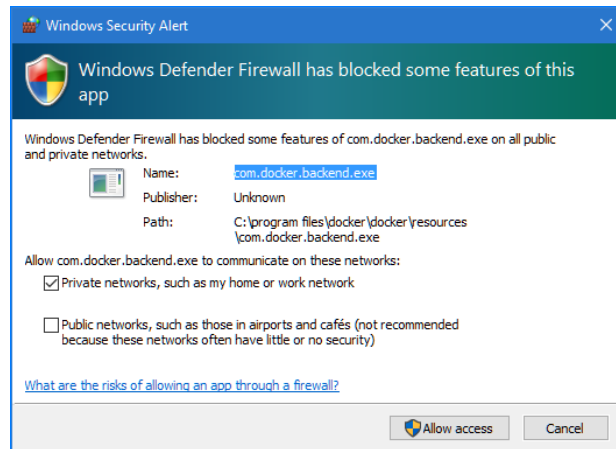 Windows Security Alert
Windows Defender Firewall has blocked some features of this
app
Windows Defender Firewall has blocked some features of com.docker.backend.exe on all public
and private networks.
Name: com.docker.backend.exe
Publisher: Unknown
Path: C:\program files\docker\docker\resources
\com.docker.backend.exe
Allow com.docker.backend.exe to communicate on these networks:
Private networks, such as my home or work network
Public networks, such as those in airports and cafés (not recommended
because these networks often have little or no security)
What are the risks of allowing an app through a firewall?
Allow access Cancel